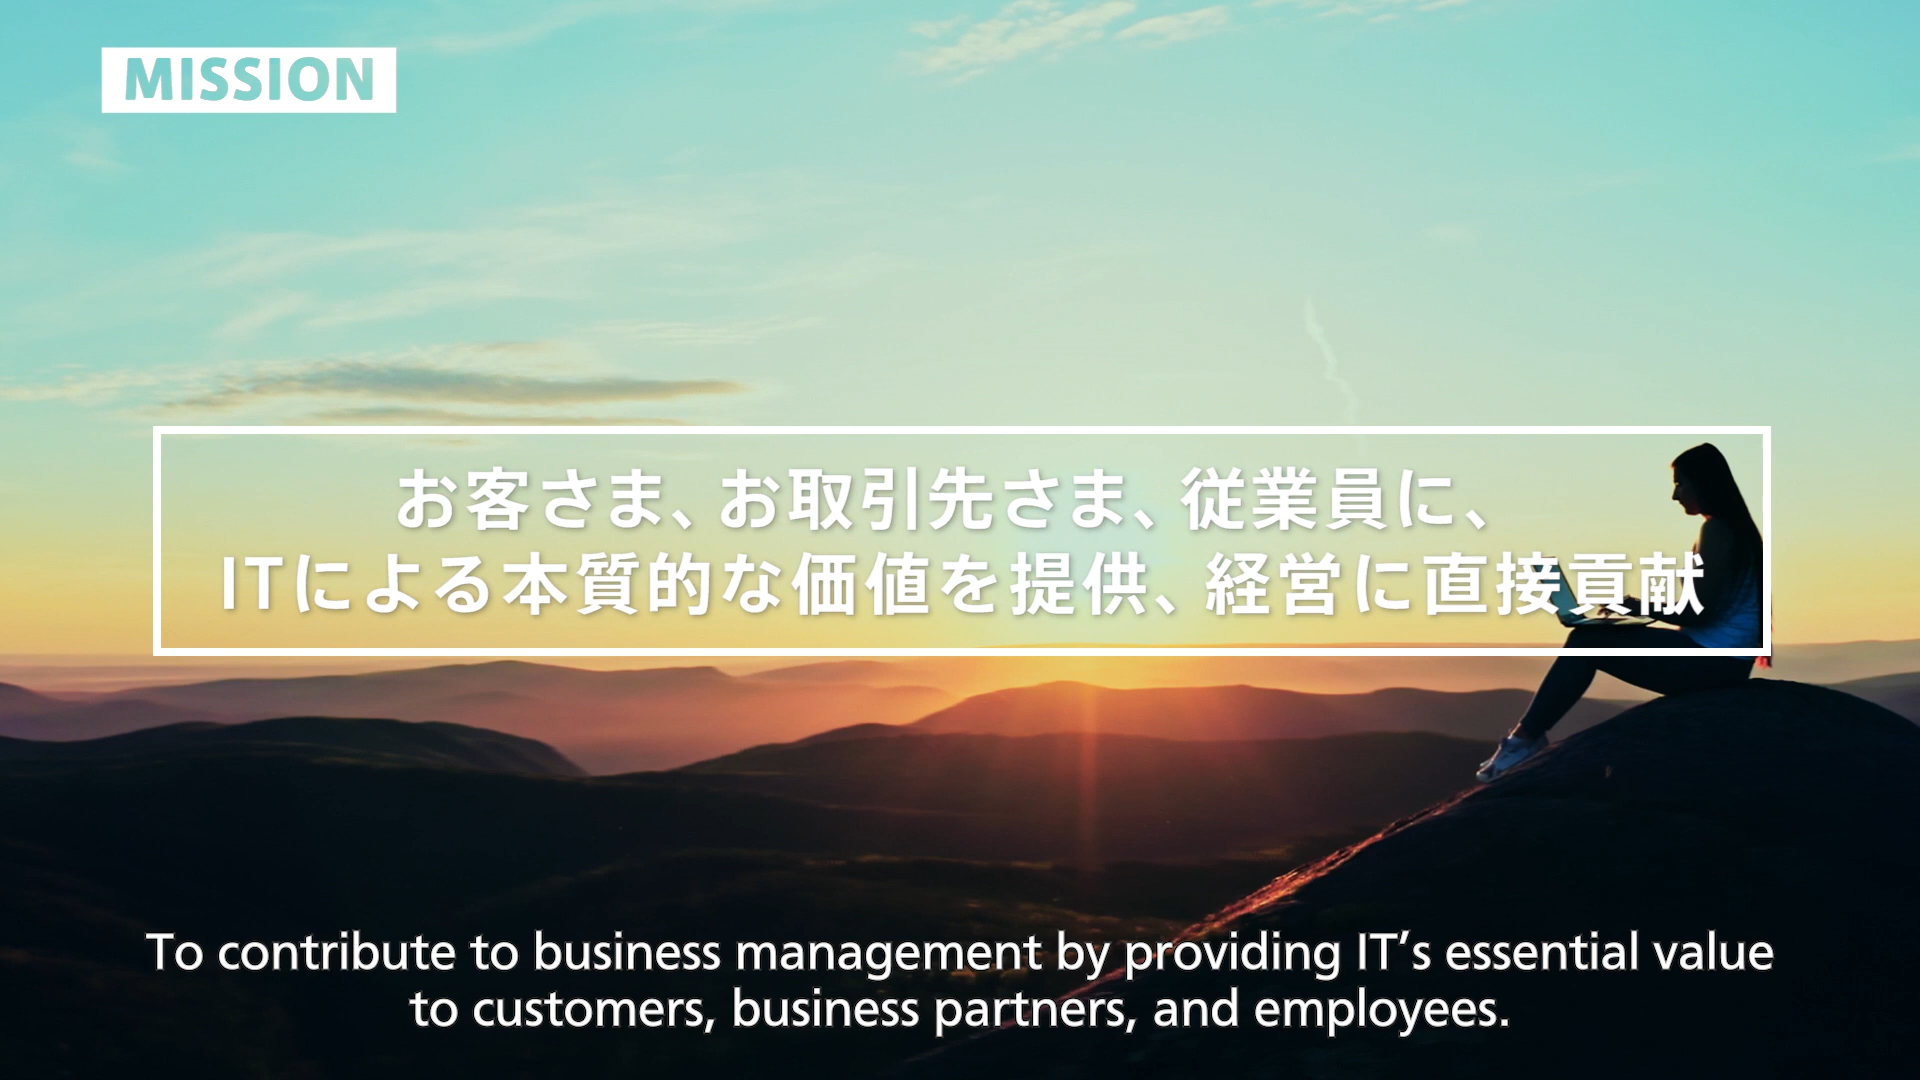 MISSION
お客さま、お取引先さま、従業員に、
ITによる本質的な価値を提供、経営に直接貢献
To contribute to business management by providing IT’s essential value
to customers, business partners, and employees.